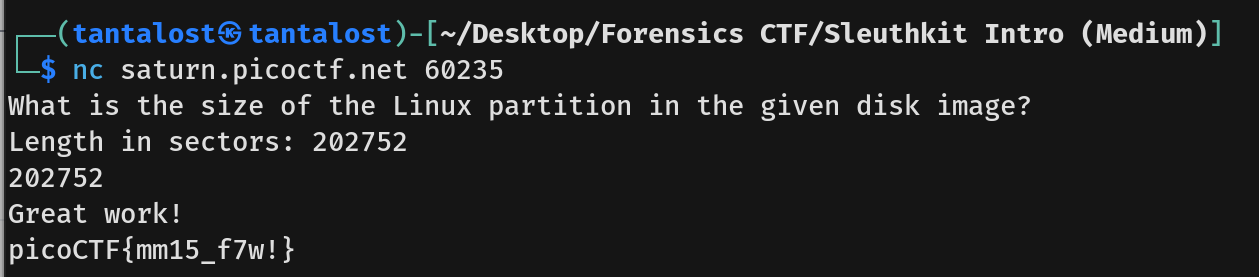 ┌──(tantalost㉿tantalost)-[~/Desktop/Forensics CTF/Sleuthkit Intro (Medium)]
└─$ nc saturn.picoctf.net 60235
What is the size of the Linux partition in the given disk image?
Length in sectors: 202752
202752
Great work!
picoCTF{mm15_f7w!}